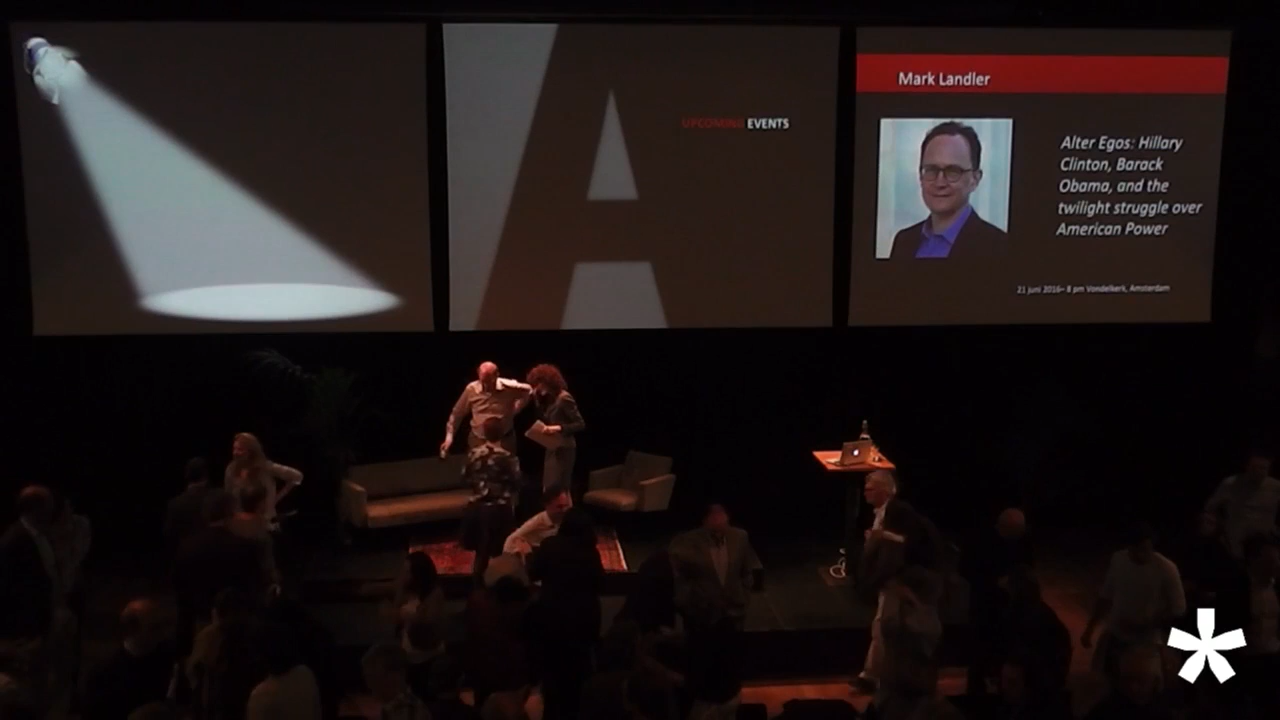 UPCOMING EVENTS
Mark Landler
Alter Egos: Hillary
Clinton, Barack
Obama, and the
twilight struggle over
American Power
21 juni 2016– 8 pm Vondelkerk, Amsterdam